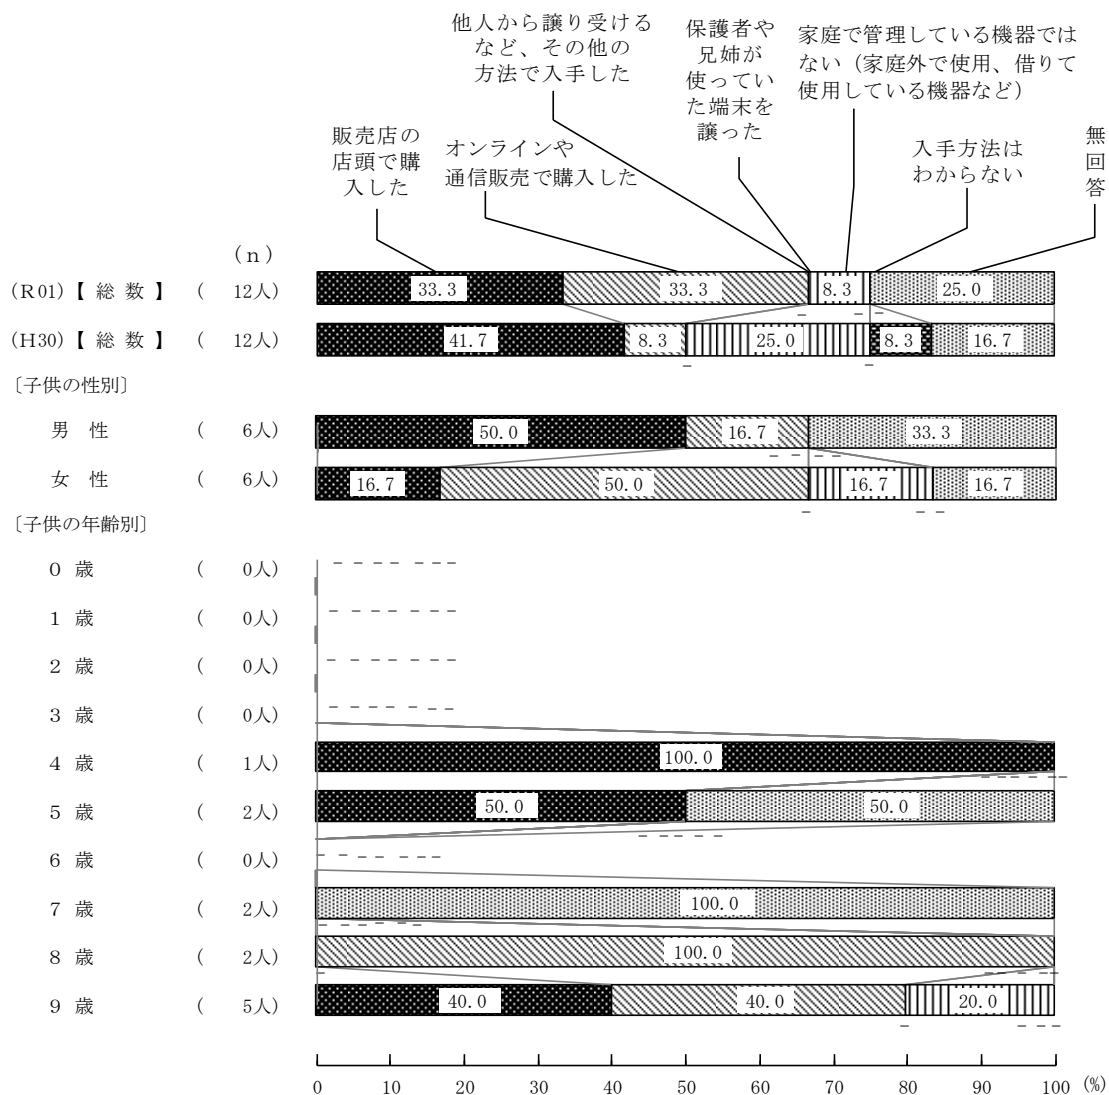 他人から譲り受ける
など、その他の
方法で入手した
保護者や
兄姉が
使ってい
た端末を
譲った
家庭で管理している機器では
ない（家庭外で使用、借りて
使用している機器など）
販売店の
店頭で購
入した
オンラインや
通信販売で購入した
入手方法は
わからない
無
回
答
（ｎ）
(Ｒ01)【 総 数 】 ( 12人) 33.3 33.3 8.3 25.0
－ － －
(Ｈ30)【 総 数 】 ( 12人) 41.7 8.3 25.0 8.3 16.7
－ －
〔子供の性別〕
男 性 ( 6人) 50.0 16.7 33.3
－ － － －
女 性 ( 6人) 16.7 50.0 16.7 16.7
－ － －
〔子供の年齢別〕
０ 歳 ( 0人) － － － － － － －
１ 歳 ( 0人) － － － － － － －
２ 歳 ( 0人) － － － － － － －
３ 歳 ( 0人) － － － － － － －
４ 歳 ( 1人) 100.0
－ － － － － －
５ 歳 ( 2人) 50.0 50.0
－ － － － －
６ 歳 ( 0人) － － － － － － －
７ 歳 ( 2人) 100.0
－ － － － － －
８ 歳 ( 2人) 100.0
－ － － － － －
９ 歳 ( 5人) 40.0 40.0 20.0
－ － － －
0 10 20 30 40 50 60 70 80 90 100 (%)